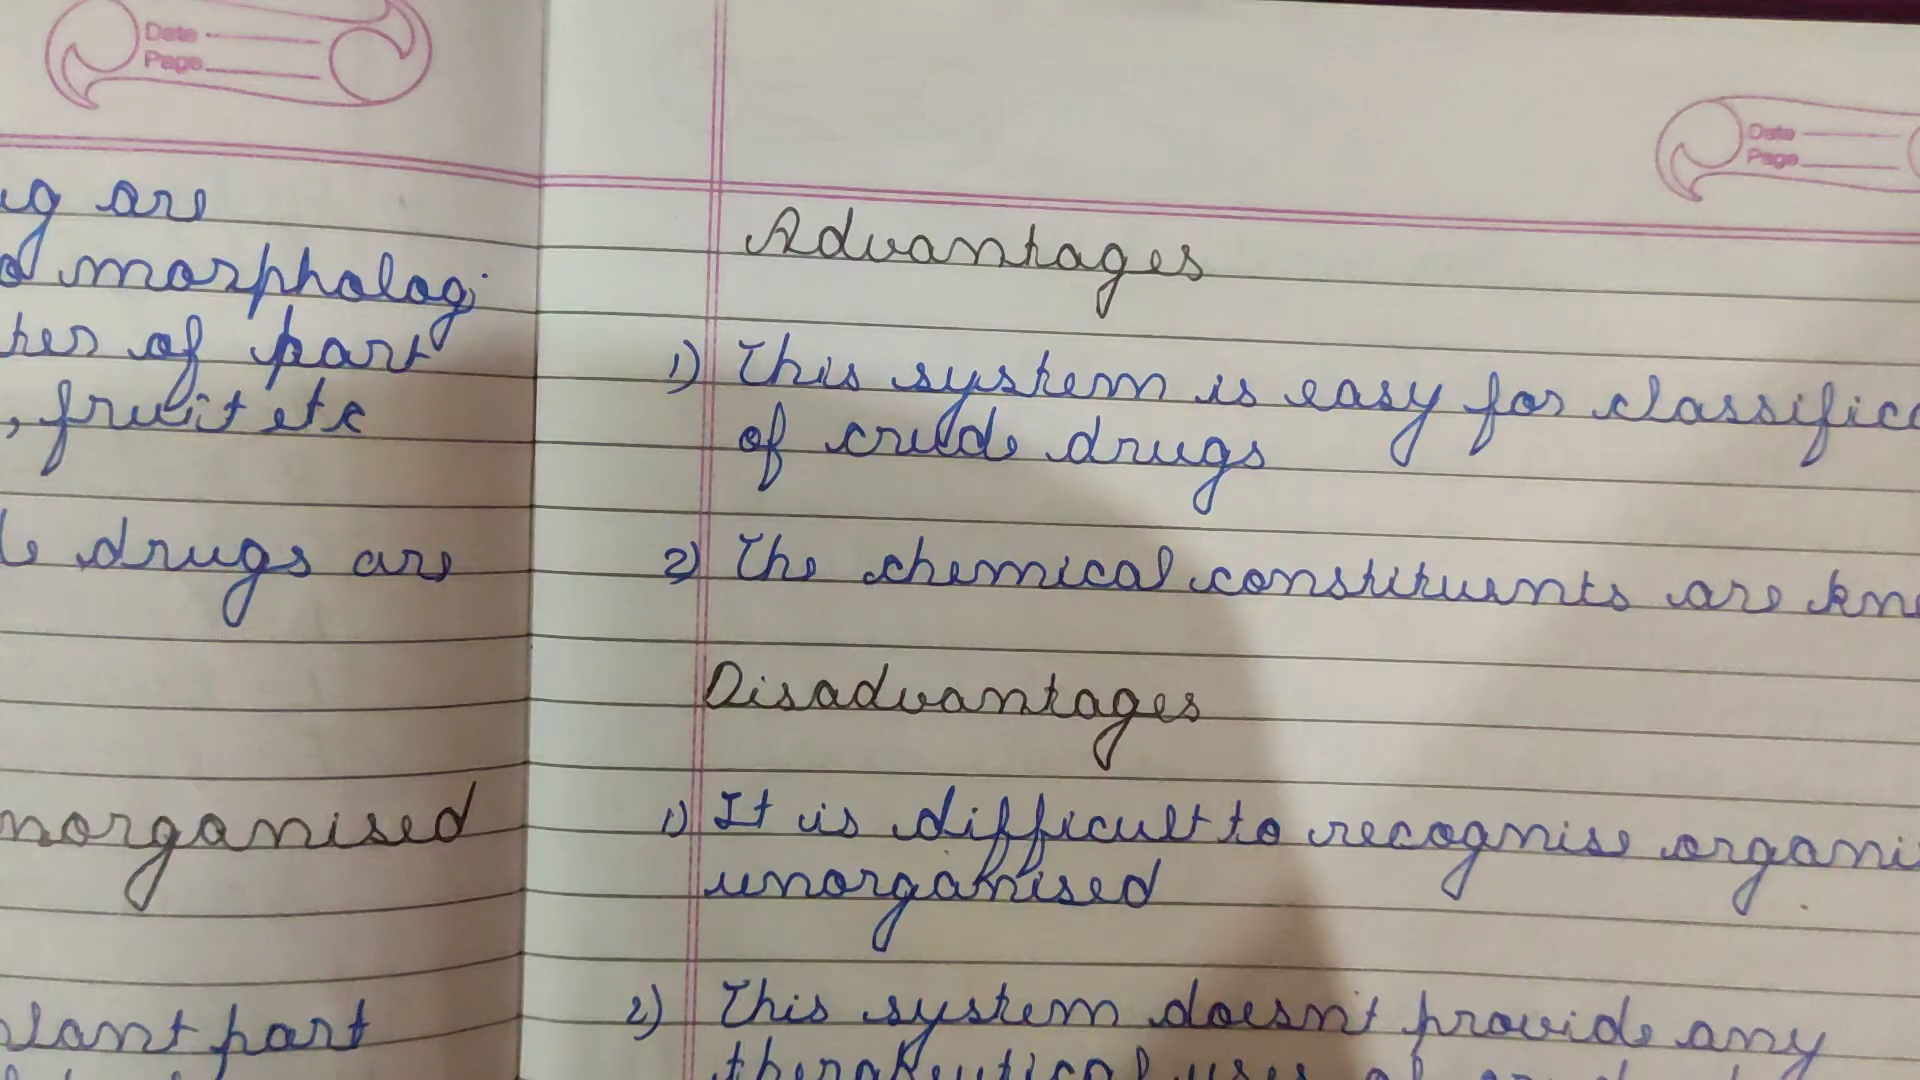 Date
Page
are
morphologi
of part
, fruit etc
drugs are
norganised
lant part
Date
Page
Advantages
1) This system is easy for classific
of crude drugs
2) The chemical constituents are kn
Disadvantages
1) It is difficult to recognise organi
unorganised
2) This system doesn't provide any